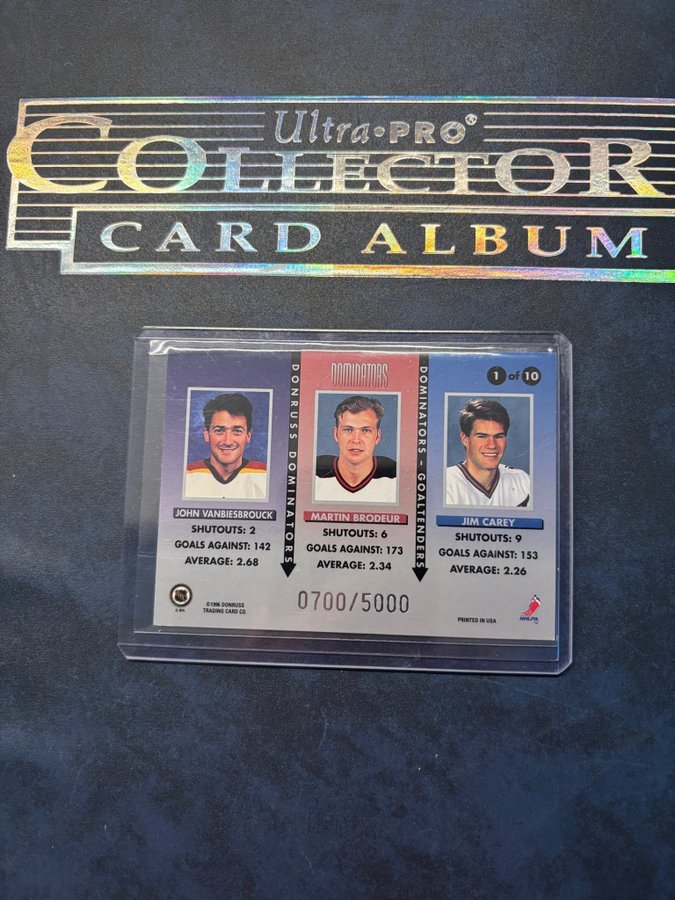 Ultra•PRO®
COLLECTOR
CARD ALBUM
DONRUSS DOMINATORS
DOMINATORS
DOMINATORS - GOALTENDERS
1 of 10
JOHN VANBIESBROUCK
SHUTOUTS: 2
GOALS AGAINST: 142
AVERAGE: 2.68
MARTIN BRODEUR
SHUTOUTS: 6
GOALS AGAINST: 173
AVERAGE: 2.34
JIM CAREY
SHUTOUTS: 9
GOALS AGAINST: 153
AVERAGE: 2.26
©1996 DONRUSS
TRADING CARD CO.
0700/5000
PRINTED IN USA
NHLPA